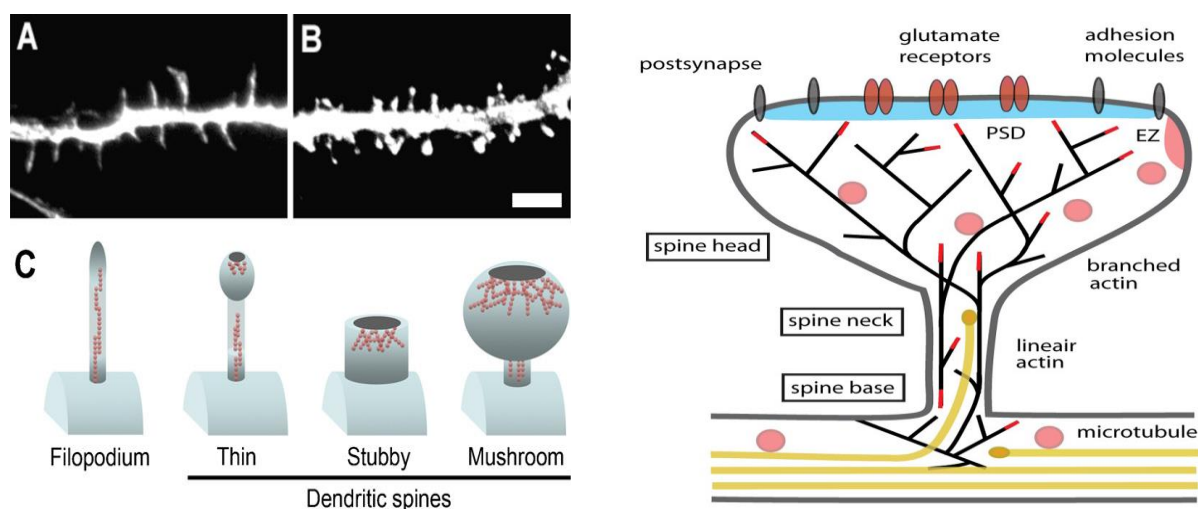 A
B
C
Filopodium
Thin
Stubby
Mushroom
Dendritic spines
postsynapse
glutamate
receptors
adhesion
molecules
PSD
EZ
spine head
branched
actin
spine neck
lineair
actin
spine base
microtubule